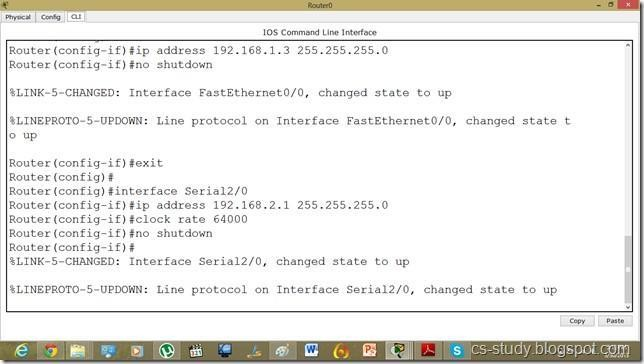 Router0
Physical Config CLI
IOS Command Line Interface
Router(config-if)#ip address 192.168.1.3 255.255.255.0
Router(config-if)#no shutdown
%LINK-5-CHANGED: Interface FastEthernet0/0, changed state to up
%LINEPROTO-5-UPDOWN: Line protocol on Interface FastEthernet0/0, changed state t
o up
Router(config-if)#exit
Router(config)#
Router(config)#interface Serial2/0
Router(config-if)#ip address 192.168.2.1 255.255.255.0
Router(config-if)#clock rate 64000
Router(config-if)#no shutdown
Router(config-if)#
%LINK-5-CHANGED: Interface Serial2/0, changed state to up
%LINEPROTO-5-UPDOWN: Line protocol on Interface Serial2/0, changed state to up
Copy Paste
cs-study.blogspot.com